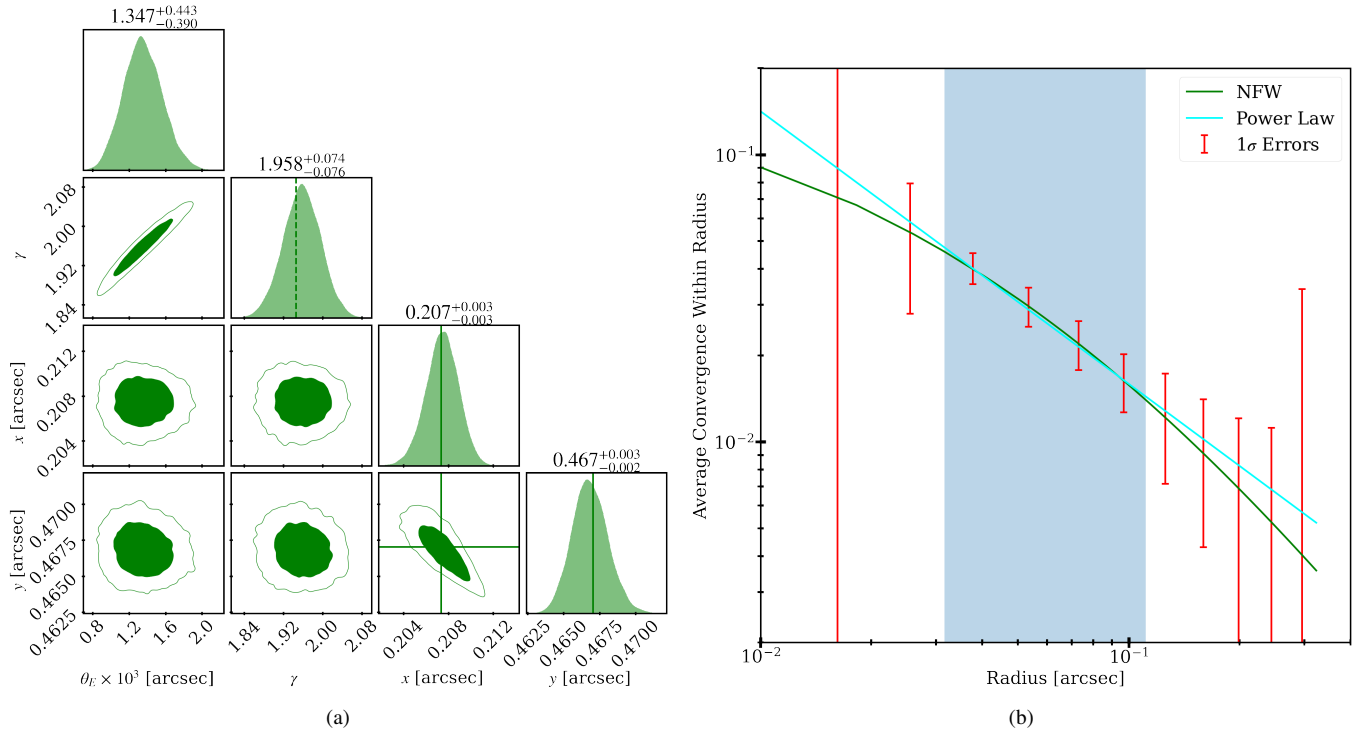 1.347+0.443−0.390
1.958+0.074−0.076
2.08
2.00
1.92
1.84
γ
0.207+0.003−0.003
0.212
0.208
0.204
x [arcsec]
0.467+0.003−0.002
0.4700
0.4675
0.4650
0.4625
y [arcsec]
0.8 1.2 1.6 2.0
1.84 1.92 2.00 2.08
0.204 0.208 0.212
0.4625 0.4650 0.4675 0.4700
θE × 10³ [arcsec] γ x [arcsec] y [arcsec]
(a)
NFW
Power Law
1σ Errors
10⁻¹
10⁻²
Average Convergence Within Radius
10⁻² 10⁻¹
Radius [arcsec]
(b)